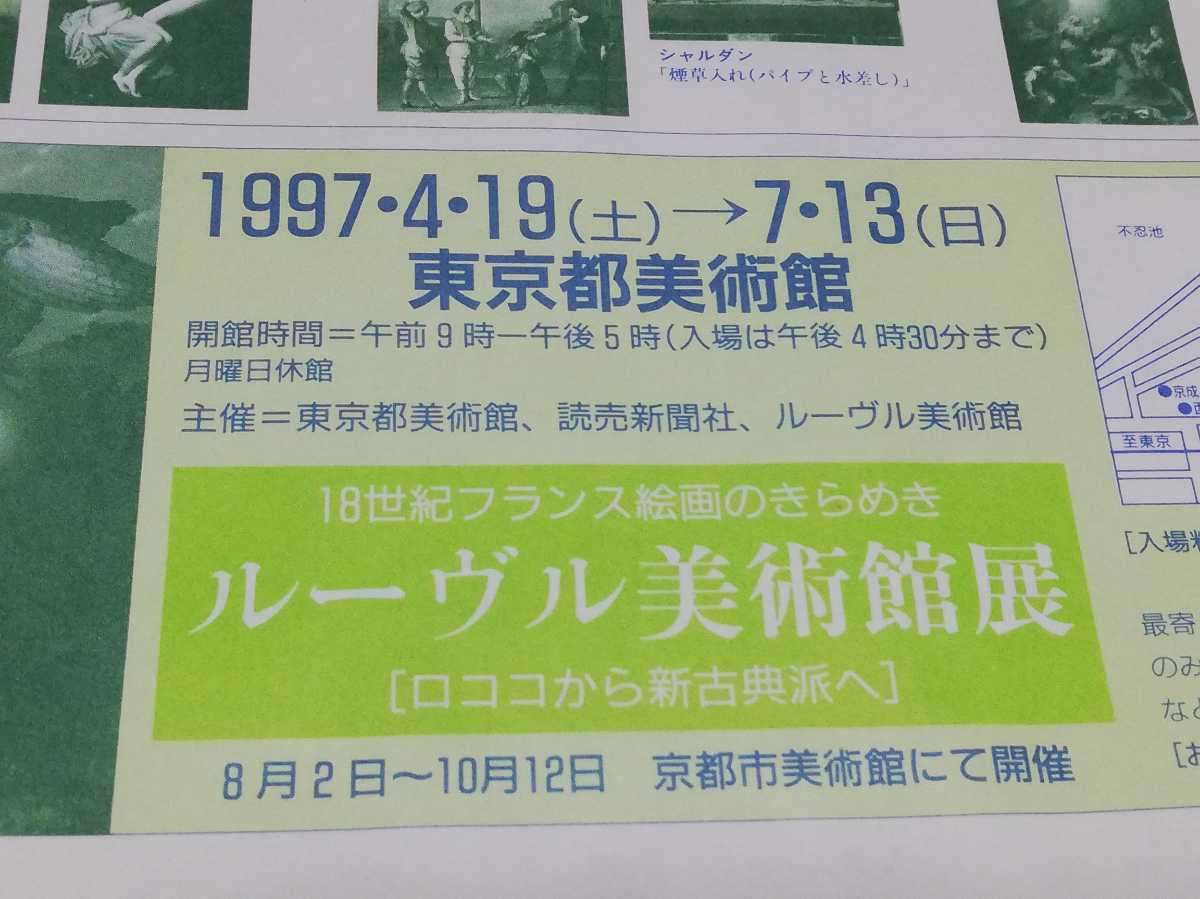 シャルダン
「煙草入れ(パイプと水差し)」
1997・4・19(土)→7・13(日)
東京都美術館
開館時間=午前9時ー午後5時(入場は午後4時30分まで)
月曜日休館
主催=東京都美術館、読売新聞社、ルーヴル美術館
18世紀フランス絵画のきらめき
ルーヴル美術館展
[ロココから新古典派へ]
8月2日〜10月12日 京都市美術館にて開催
不忍池
●京成
至東京
[入場料
最寄
のみ
など
[お